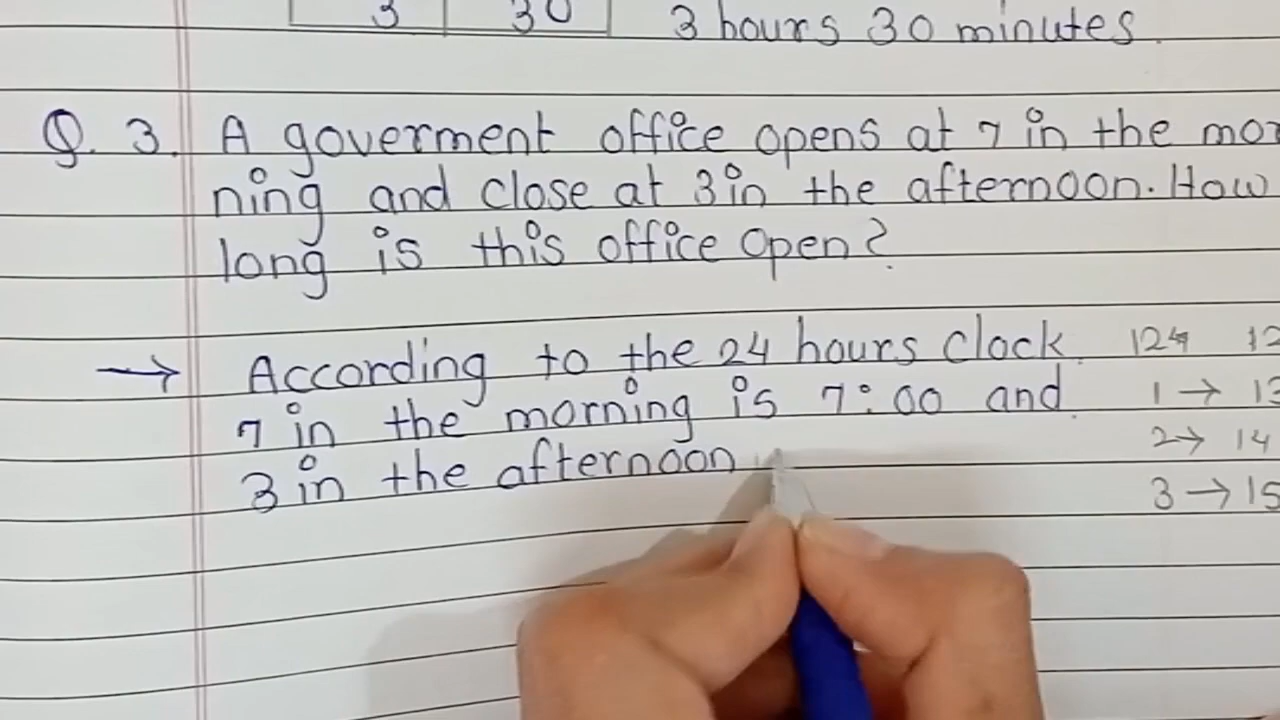 3 30 3 hours 30 minutes.
Q. 3. A goverment office opens at 7 in the mor
ning and close at 3 in the afternoon. How
long is this office open?
→ According to the 24 hours clock.
7 in the morning is 7:00 and
3 in the afternoon
12
1 → 13
2 → 14
3 → 15